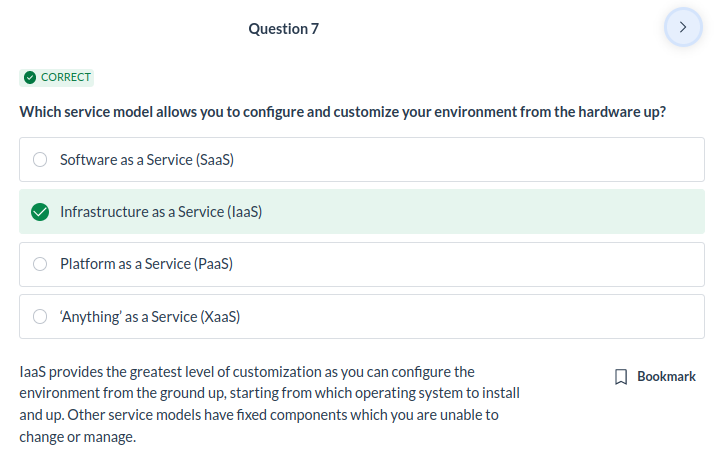 Question 7
CORRECT
Which service model allows you to configure and customize your environment from the hardware up?
Software as a Service (SaaS)
Infrastructure as a Service (IaaS)
Platform as a Service (PaaS)
‘Anything’ as a Service (XaaS)
IaaS provides the greatest level of customization as you can configure the
environment from the ground up, starting from which operating system to install
and up. Other service models have fixed components which you are unable to
change or manage.
Bookmark